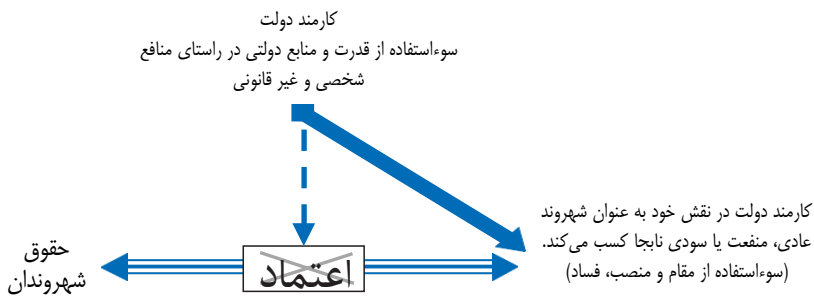 کارمند دولت
سوءاستفاده از قدرت و منابع دولتی در راستای منافع
شخصی و غیر قانونی
کارمند دولت در نقش خود به عنوان شهروند
عادی، منفعت یا سودی نابجا کسب می‌کند.
(سوءاستفاده از مقام و منصب، فساد)
اعتماد
حقوق
شهروندان